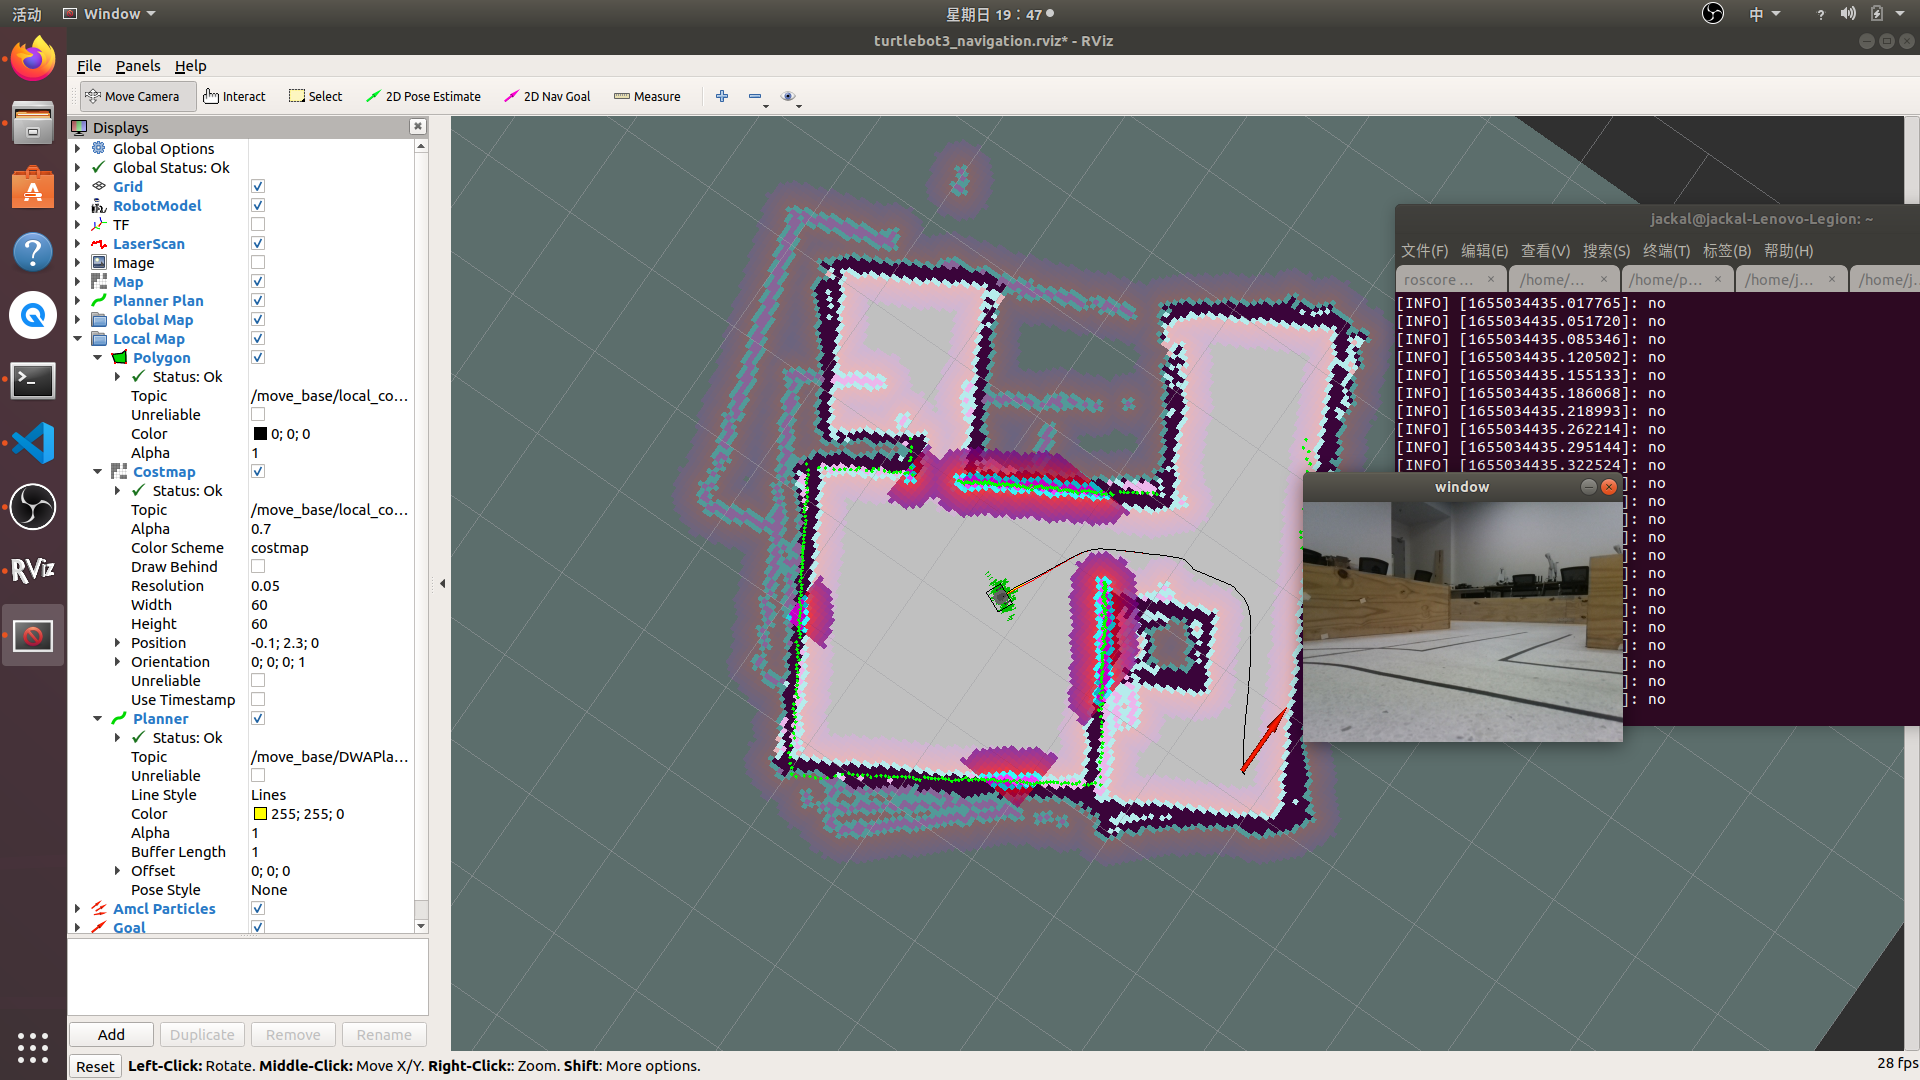 活动 Window 星期日 19：47 中
turtlebot3_navigation.rviz* - RViz
File Panels Help
Move Camera Interact Select 2D Pose Estimate 2D Nav Goal Measure
Displays
Global Options
Global Status: Ok
Grid
RobotModel
TF
LaserScan
Image
Map
Planner Plan
Global Map
Local Map
Polygon
Status: Ok
Topic /move_base/local_co...
Unreliable
Color 0; 0; 0
Alpha 1
Costmap
Status: Ok
Topic /move_base/local_co...
Alpha 0.7
Color Scheme costmap
Draw Behind
Resolution 0.05
Width 60
Height 60
Position -0.1; 2.3; 0
Orientation 0; 0; 0; 1
Unreliable
Use Timestamp
Planner
Status: Ok
Topic /move_base/DWAPla...
Unreliable
Line Style Lines
Color 255; 255; 0
Alpha 1
Buffer Length 1
Offset 0; 0; 0
Pose Style None
Amcl Particles
Goal
Add Duplicate Remove Rename
Reset Left-Click: Rotate. Middle-Click: Move X/Y. Right-Click:: Zoom. Shift: More options.
28 fps
RViz
jackal@jackal-Lenovo-Legion: ~
文件(F) 编辑(E) 查看(V) 搜索(S) 终端(T) 标签(B) 帮助(H)
roscore ... × /home/... × /home/p... × /home/j... × /home/j...
[INFO] [1655034435.017765]: no
[INFO] [1655034435.051720]: no
[INFO] [1655034435.085346]: no
[INFO] [1655034435.120502]: no
[INFO] [1655034435.155133]: no
[INFO] [1655034435.186068]: no
[INFO] [1655034435.218993]: no
[INFO] [1655034435.262214]: no
[INFO] [1655034435.295144]: no
[INFO] [1655034435.322524]: no
]: no
]: no
]: no
]: no
]: no
]: no
]: no
]: no
]: no
]: no
]: no
]: no
]: no
window